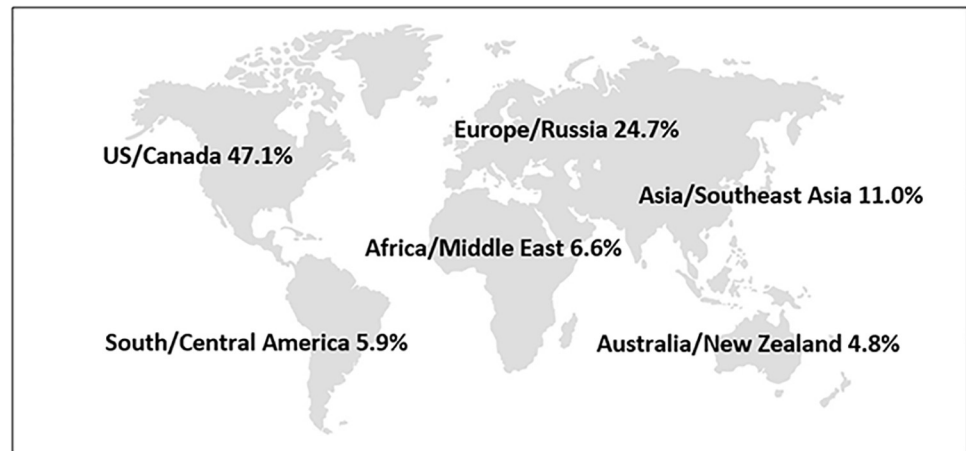 Europe/Russia 24.7%
US/Canada 47.1%
Asia/Southeast Asia 11.0%
Africa/Middle East 6.6%
South/Central America 5.9%
Australia/New Zealand 4.8%